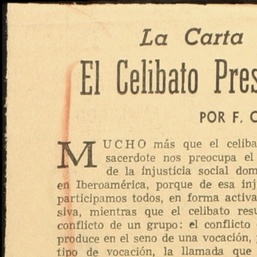 La Carta
El Celibato Pres
POR F. C
MUCHO más que el celiba
sacerdote nos preocupa el
de la injusticia social dom
en Iberoamérica, porque de esa inj
participamos todos, en forma activa
siva, mientras que el celibato resu
conflicto de un grupo: el conflicto
produce en el seno de una vocación,
tipo de vocación, la llamada que